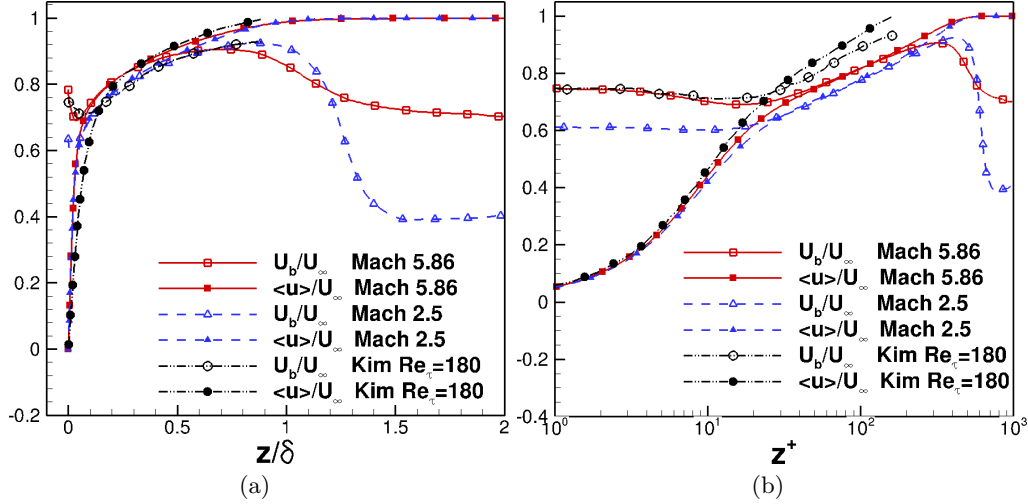 1
0.8
0.6
0.4
0.2
0
-0.2
0 0.5 1 1.5 2
z/δ
U_b/U_∞ Mach 5.86
<u>/U_∞ Mach 5.86
U_b/U_∞ Mach 2.5
<u>/U_∞ Mach 2.5
U_b/U_∞ Kim Re_τ=180
<u>/U_∞ Kim Re_τ=180
(a)
1
0.8
0.6
0.4
0.2
0
-0.2
-0.4
10^0 10^1 10^2 10^3
z^+
U_b/U_∞ Mach 5.86
<u>/U_∞ Mach 5.86
U_b/U_∞ Mach 2.5
<u>/U_∞ Mach 2.5
U_b/U_∞ Kim Re_τ=180
<u>/U_∞ Kim Re_τ=180
(b)